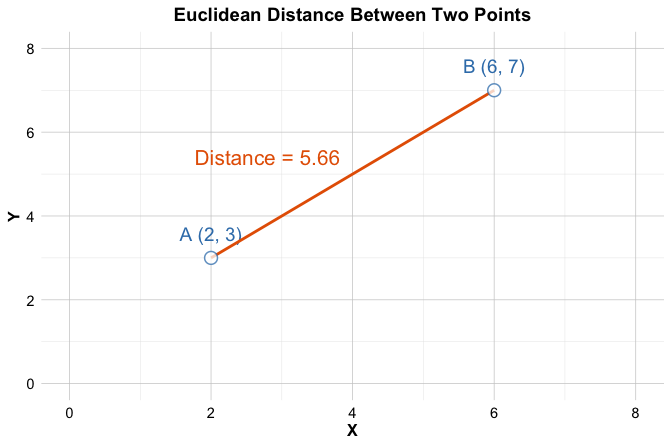 Euclidean Distance Between Two Points
8
B (6, 7)
6
Distance = 5.66
4
A (2, 3)
Y
2
0
0 2 4 6 8
X